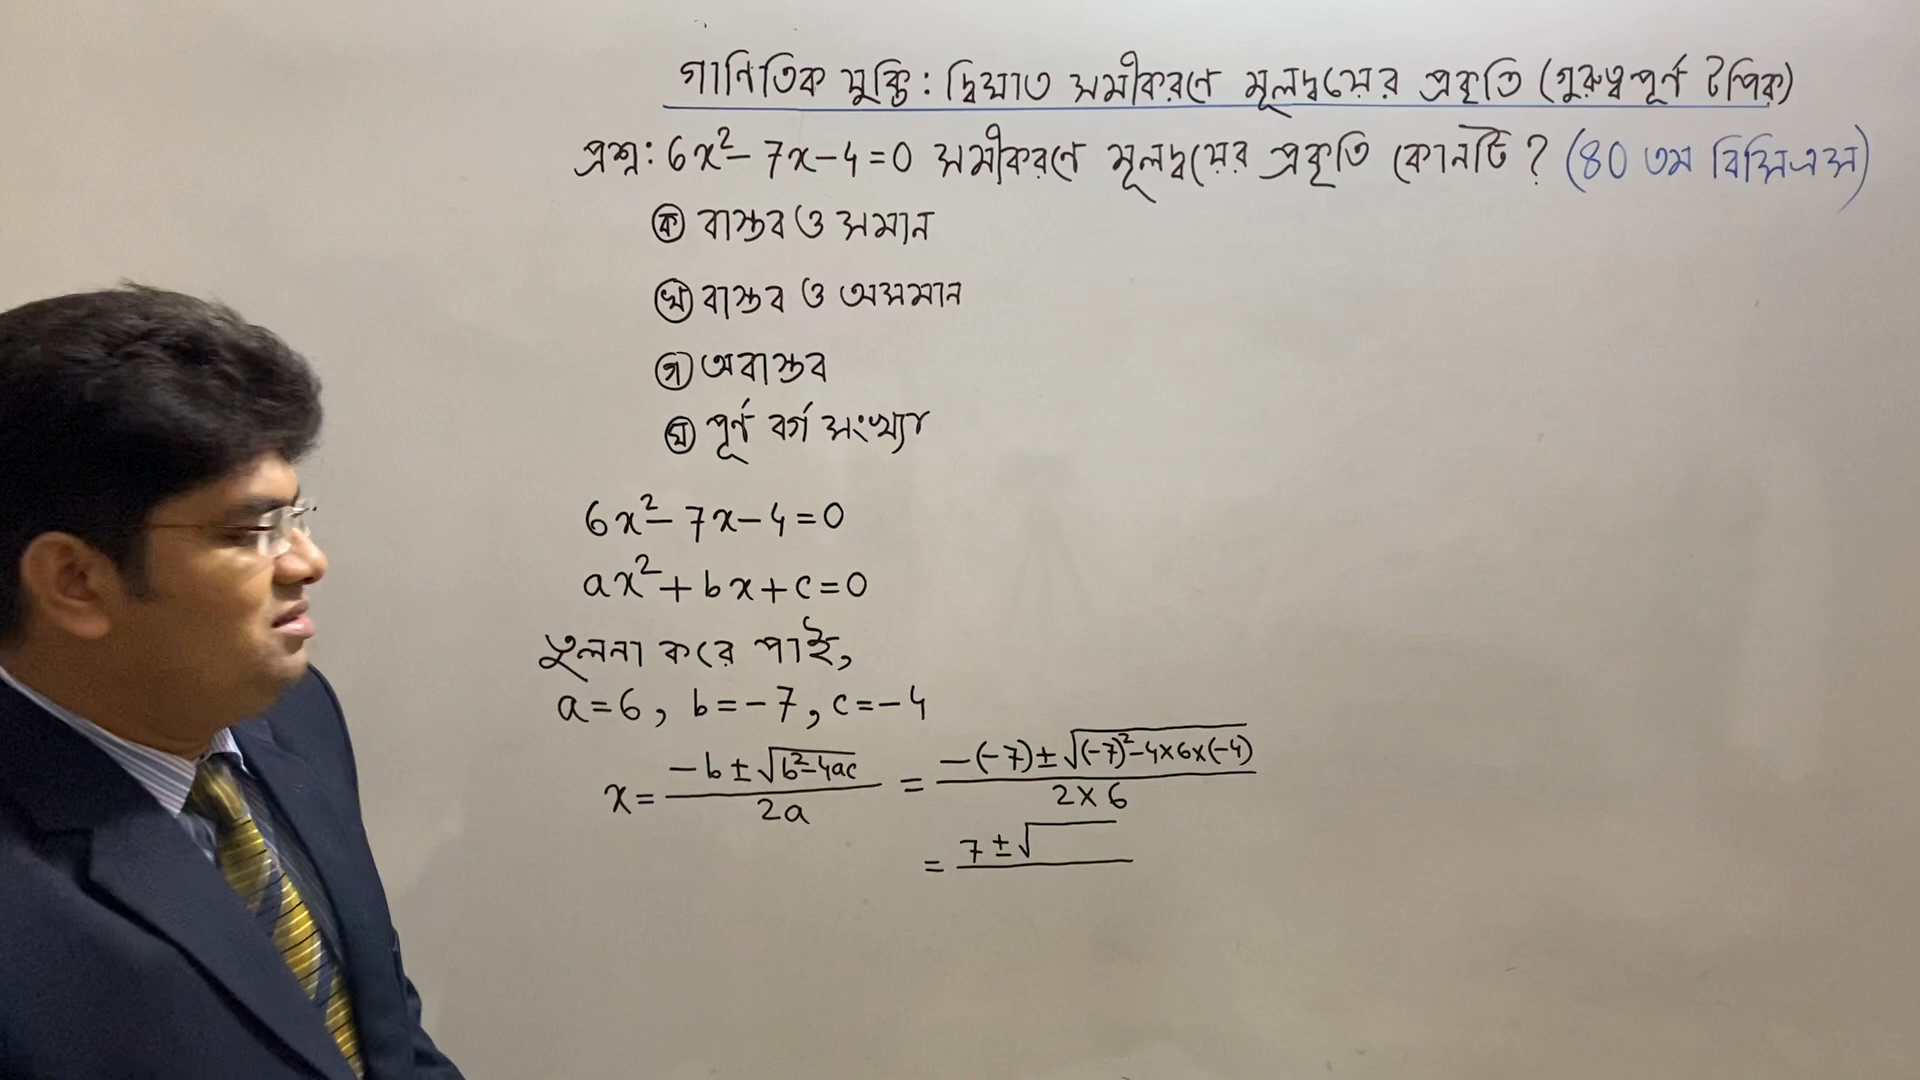 গাণিতিক যুক্তি: দ্বিঘাত সমীকরণে মূলদ্বয়ের প্রকৃতি (গুরুত্বপূর্ণ টপিক)
প্রশ্ন: 6x²-7x-4=0 সমীকরণে মূলদ্বয়ের প্রকৃতি কোনটি? (৪০ তম বিসিএস)
ক বাস্তব ও সমান
খ বাস্তব ও অসমান
গ অবাস্তব
ঘ পূর্ণ বর্গ সংখ্যা
6x²-7x-4=0
ax²+bx+c=0
তুলনা করে পাই,
a=6, b=-7, c=-4
x = (-b±√(b²-4ac))/(2a) = (-(-7)±√((-7)²-4×6×(-4)))/(2×6)
= 7±√